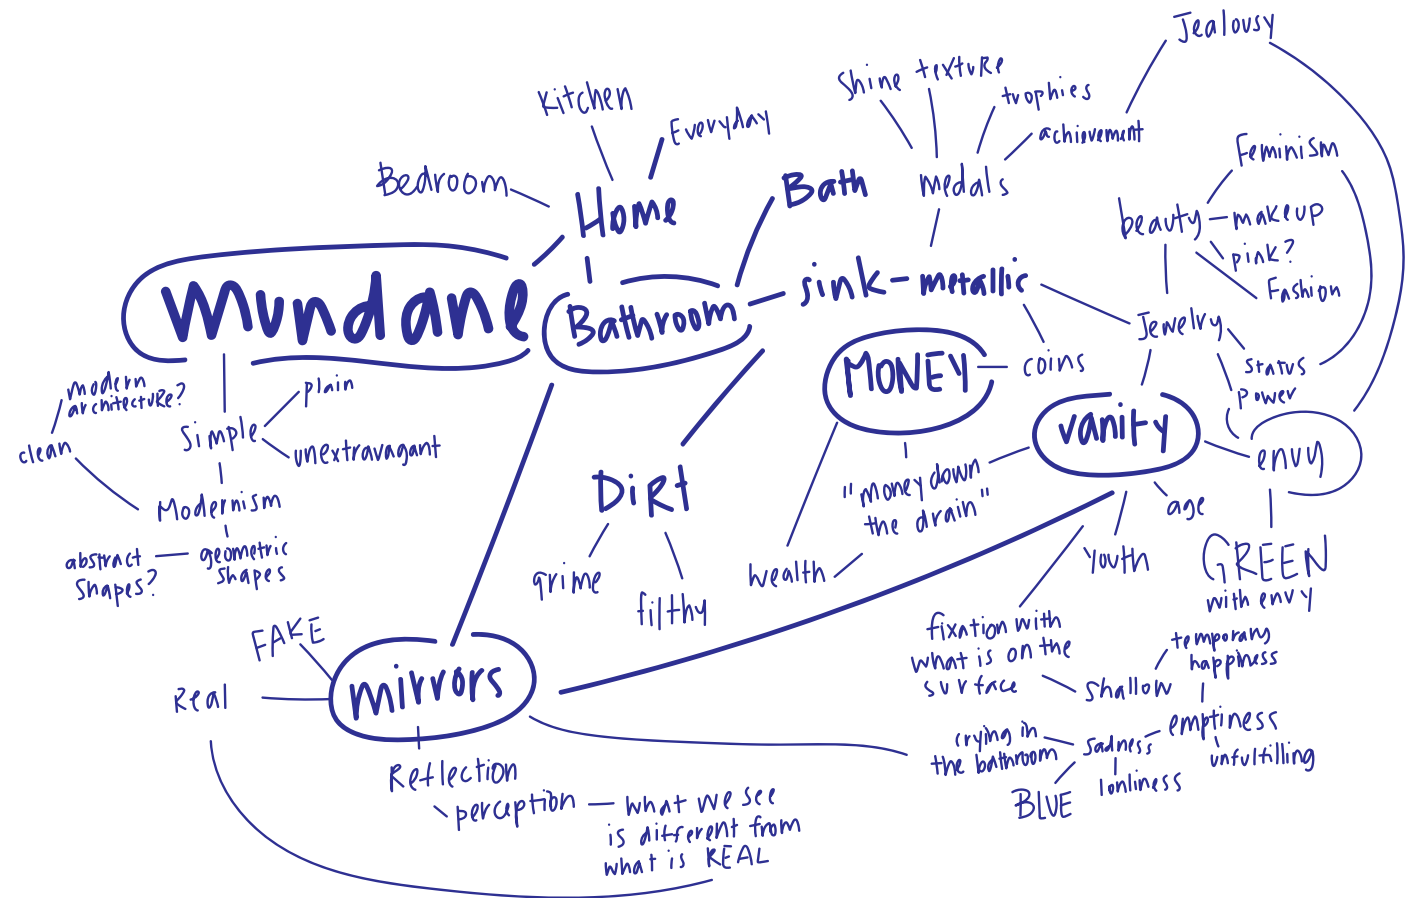 Jealousy
Shine
texture
trophies
achievement
Kitchen
Everyday
Bedroom
Home
Bath
medals
Feminism
beauty
makeup
pink?
Fashion
Mundane
Bathroom
sink
metallic
Jewelry
status
power
coins
MONEY
vanity
envy
modern
architecture?
plain
clean
Simple
unextravagant
Modernism
abstract
shapes?
geometric
shapes
DiRt
grime
filthy
"money down
the drain"
wealth
age
Youth
GREEN
with envy
FAKE
Real
mirrors
fixation with
what is on the
surface
temporary
happiness
shallow
emptiness
unfulfilling
crying in
the bathroom
sadness
lonliness
BLUE
Reflection
perception
what we see
is different from
what is REAL